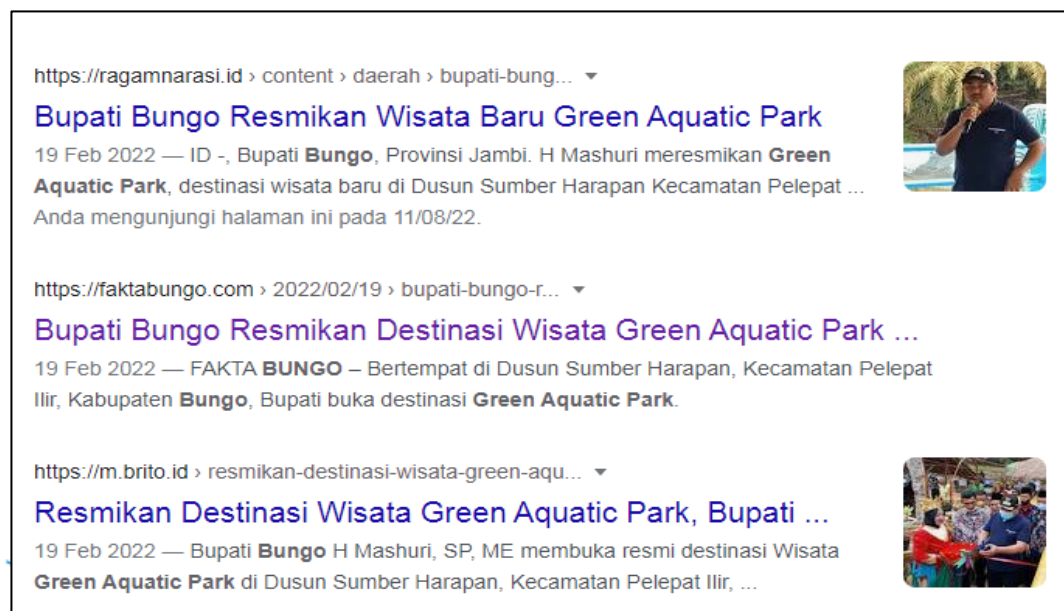 https://ragamnarasi.id › content › daerah › bupati-bung...
Bupati Bungo Resmikan Wisata Baru Green Aquatic Park
19 Feb 2022 — ID -, Bupati Bungo, Provinsi Jambi. H Mashuri meresmikan Green
Aquatic Park, destinasi wisata baru di Dusun Sumber Harapan Kecamatan Pelepat ...
Anda mengunjungi halaman ini pada 11/08/22.
https://faktabungo.com › 2022/02/19 › bupati-bungo-r...
Bupati Bungo Resmikan Destinasi Wisata Green Aquatic Park ...
19 Feb 2022 — FAKTA BUNGO – Bertempat di Dusun Sumber Harapan, Kecamatan Pelepat
Ilir, Kabupaten Bungo, Bupati buka destinasi Green Aquatic Park.
https://m.brito.id › resmikan-destinasi-wisata-green-aqu...
Resmikan Destinasi Wisata Green Aquatic Park, Bupati ...
19 Feb 2022 — Bupati Bungo H Mashuri, SP, ME membuka resmi destinasi Wisata
Green Aquatic Park di Dusun Sumber Harapan, Kecamatan Pelepat Ilir, ...